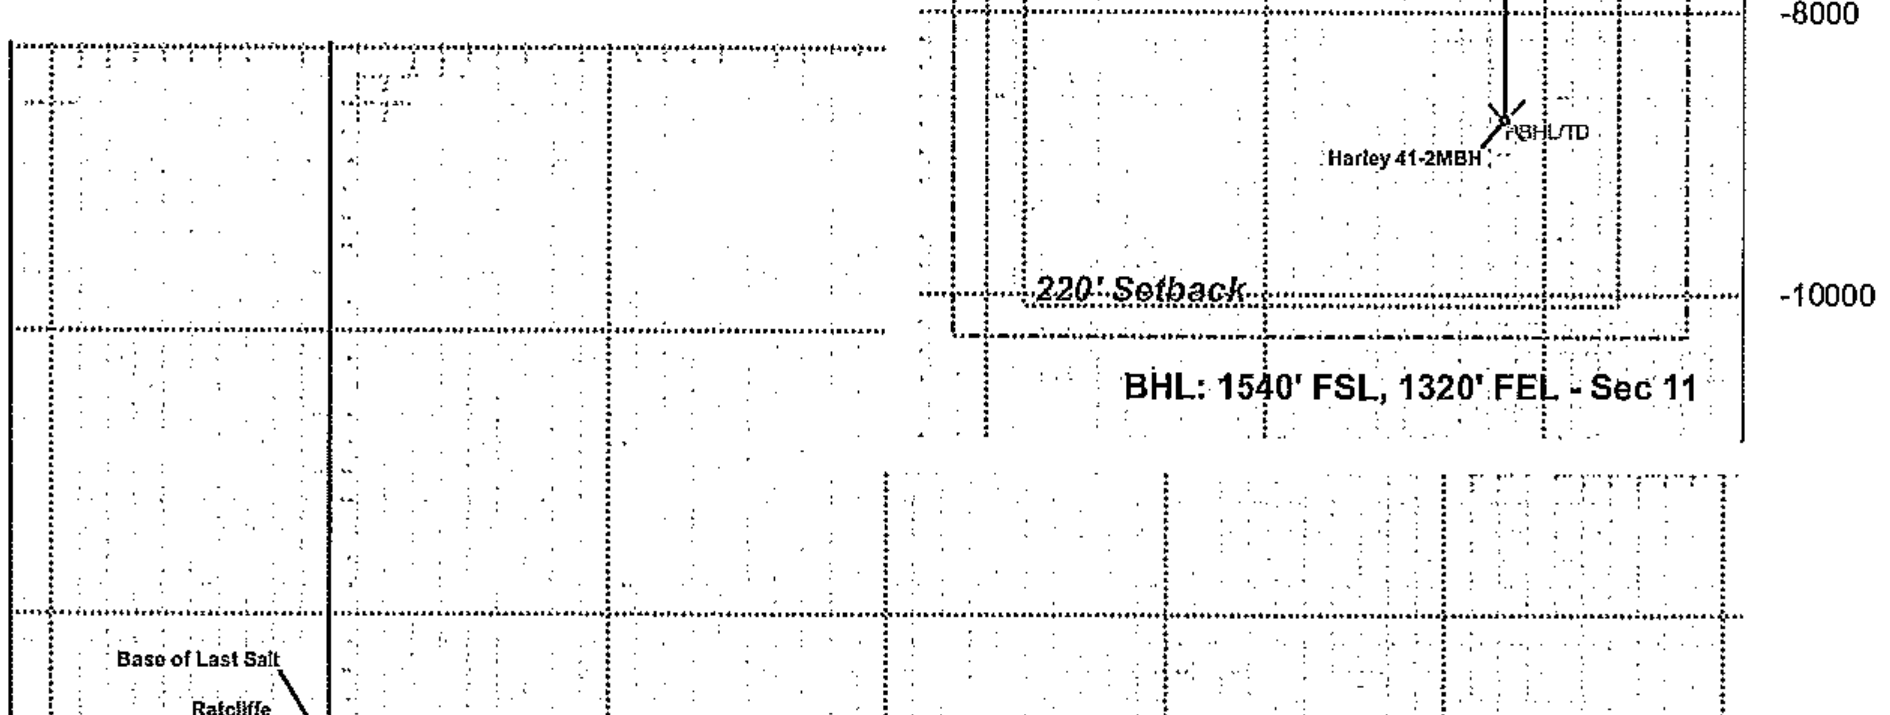 -8000
PBHL/TD
Harley 41-2MBH
220' Setback
-10000
BHL: 1540' FSL, 1320' FEL - Sec 11
Base of Last Salt
Ratcliffe